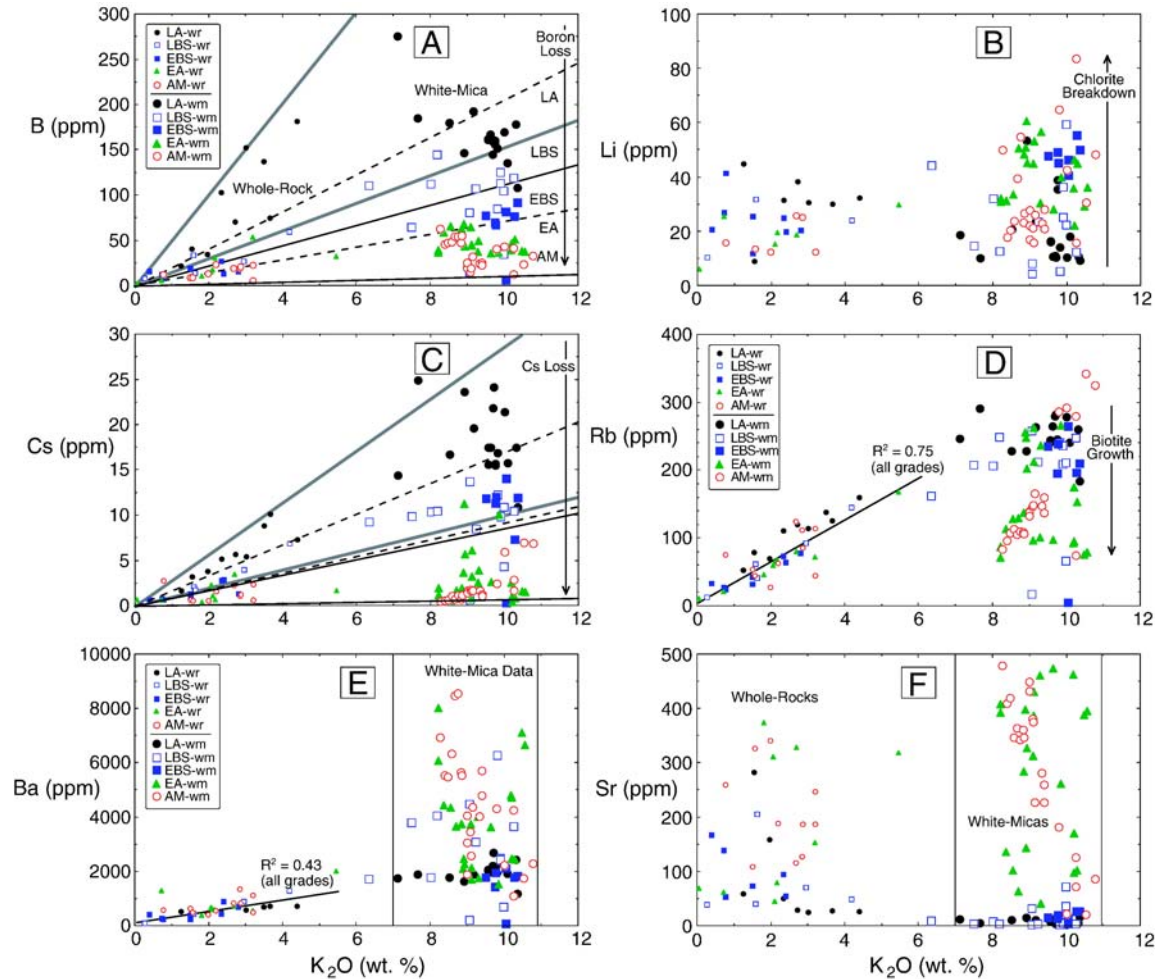 300
250
200
150
100
50
0
B (ppm)
LA-wr
LBS-wr
EBS-wr
EA-wr
AM-wr
LA-wm
LBS-wm
EBS-wm
EA-wm
AM-wm
A
Boron
Loss
White-Mica
Whole-Rock
LA
LBS
EBS
EA
AM
0 2 4 6 8 10 12
100
80
60
40
20
0
Li (ppm)
B
Chlorite
Breakdown
0 2 4 6 8 10 12
30
25
20
15
10
5
0
Cs (ppm)
C
Cs Loss
0 2 4 6 8 10 12
400
300
200
100
0
Rb (ppm)
LA-wr
LBS-wr
EBS-wr
EA-wr
AM-wr
LA-wm
LBS-wm
EBS-wm
EA-wm
AM-wm
D
R² = 0.75
(all grades)
Biotite
Growth
0 2 4 6 8 10 12
10000
8000
6000
4000
2000
0
Ba (ppm)
LA-wr
LBS-wr
EBS-wr
EA-wr
AM-wr
LA-wm
LBS-wm
EBS-wm
EA-wm
AM-wm
E
White-Mica Data
R² = 0.43
(all grades)
0 2 4 6 8 10 12
K₂O (wt. %)
500
400
300
200
100
0
Sr (ppm)
Whole-Rocks
F
White-Micas
0 2 4 6 8 10 12
K₂O (wt. %)